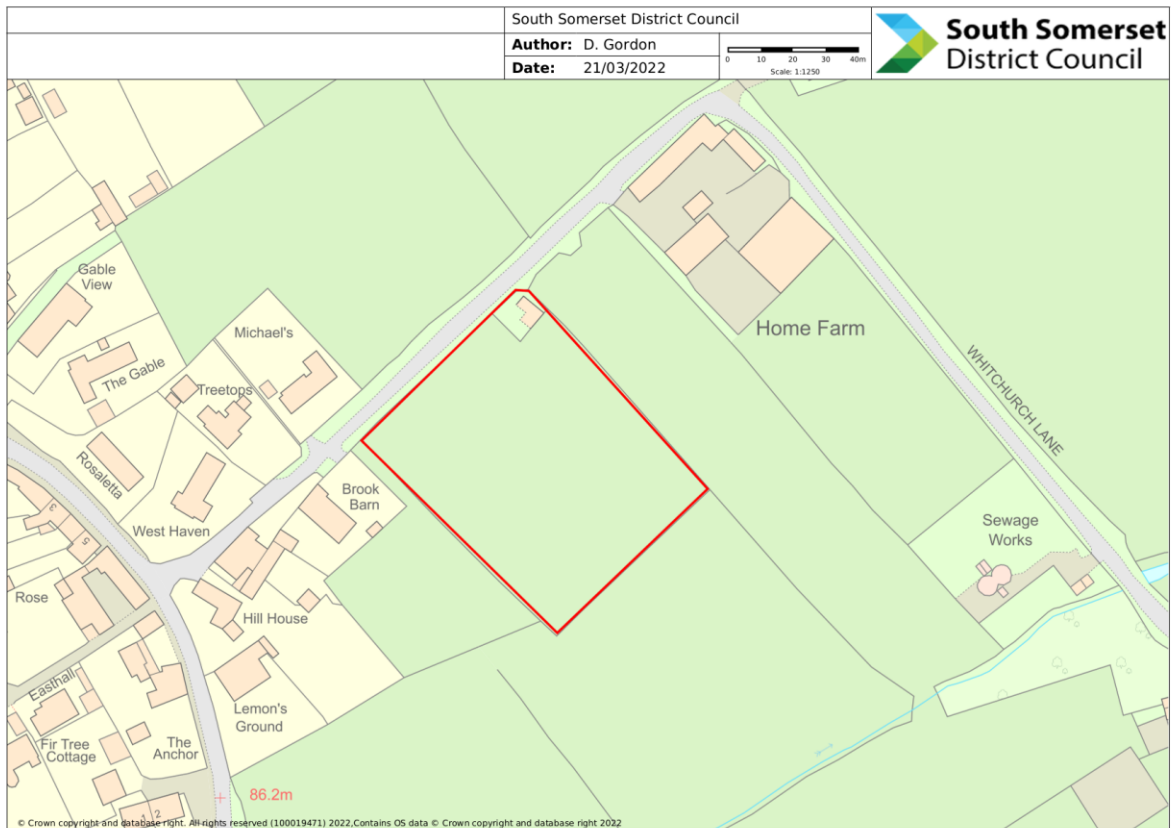 South Somerset District Council
Author: D. Gordon
Date: 21/03/2022
0 10 20 30 40m
Scale: 1:1250
South Somerset
District Council
Gable
View
Michael's
The Gable
Treetops
Home Farm
WHITCHURCH LANE
Rosaletta
Brook
Barn
West Haven
3
5
Sewage
Works
Rose
Hill House
Easthall
Lemon's
Ground
Fir Tree
Cottage
The
Anchor
86.2m
1 2
© Crown copyright and database right. All rights reserved (100019471) 2022,Contains OS data © Crown copyright and database right 2022